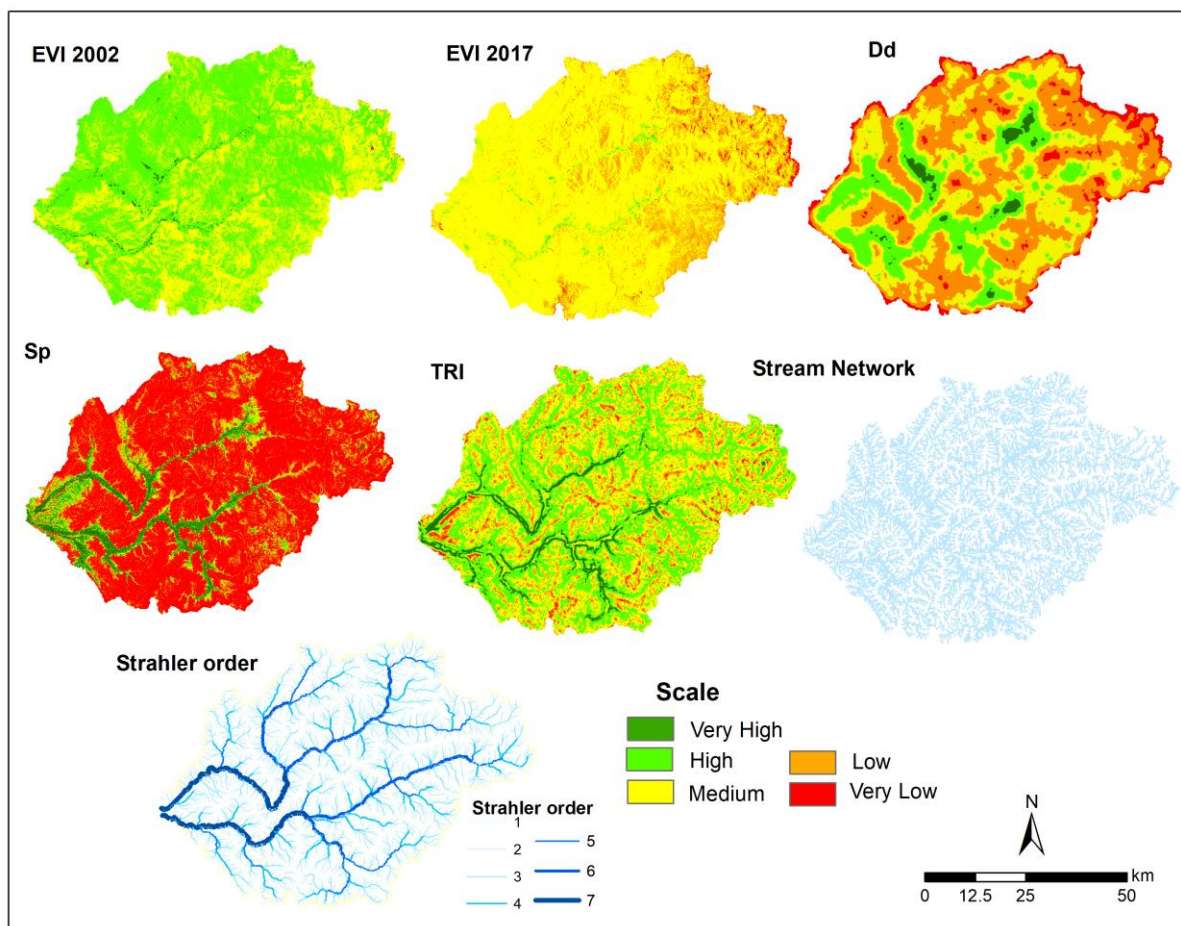 EVI 2002
EVI 2017
Dd
Sp
TRI
Stream Network
Strahler order
Scale
Very High
High
Medium
Low
Very Low
Strahler order
1
2
3
4
5
6
7
N
km
0 12.5 25 50